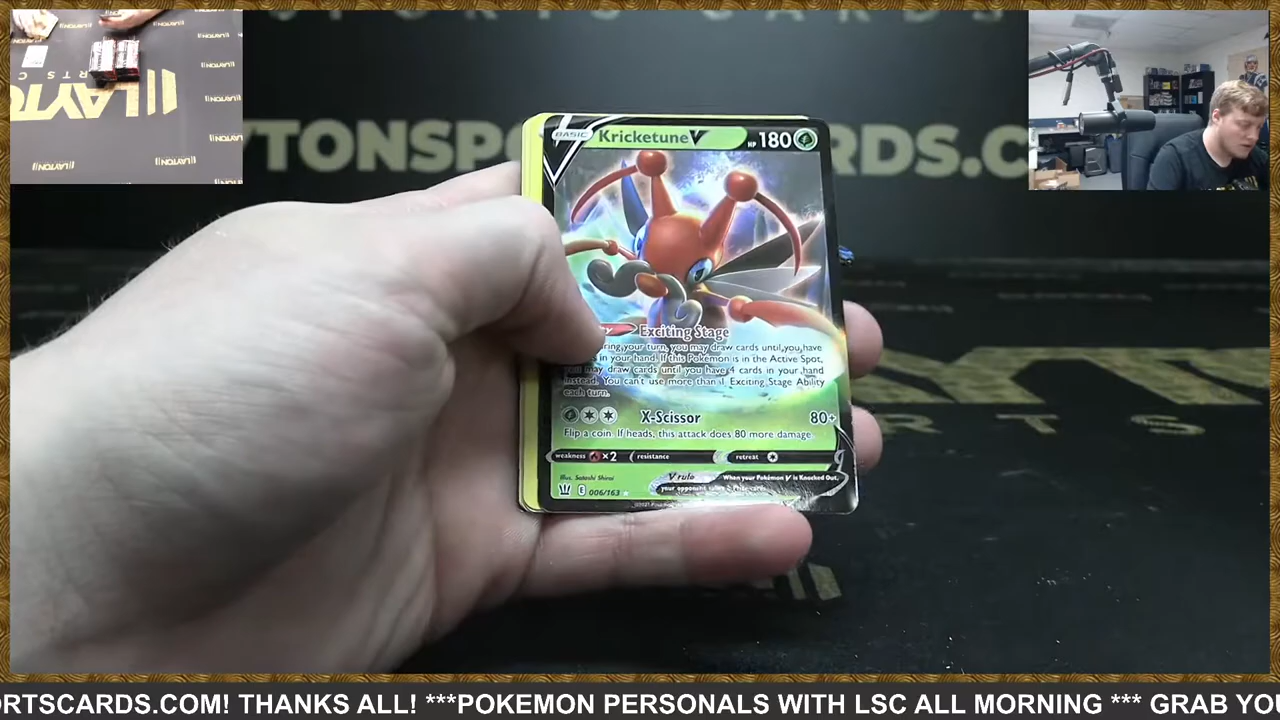 BASIC Kricketune V HP 180
Exciting Stage
ring your turn, you may draw cards until you have
in your hand. If this Pokémon is in the Active Spot,
may draw cards until you have 4 cards in your hand
instead. You can't use more than 1 Exciting Stage Ability
each turn.
X-Scissor 80+
Flip a coin. If heads, this attack does 80 more damage.
weakness ×2 resistance retreat
Illus. Satoshi Shirai
V rule When your Pokémon V is Knocked Out,
your opponent takes 2 Prize cards.
E 006/163
YTONSPO RDS.C
RTS
LAYTO
TS C
ORTSCARDS.COM! THANKS ALL! ***POKEMON PERSONALS WITH LSC ALL MORNING *** GRAB YOU